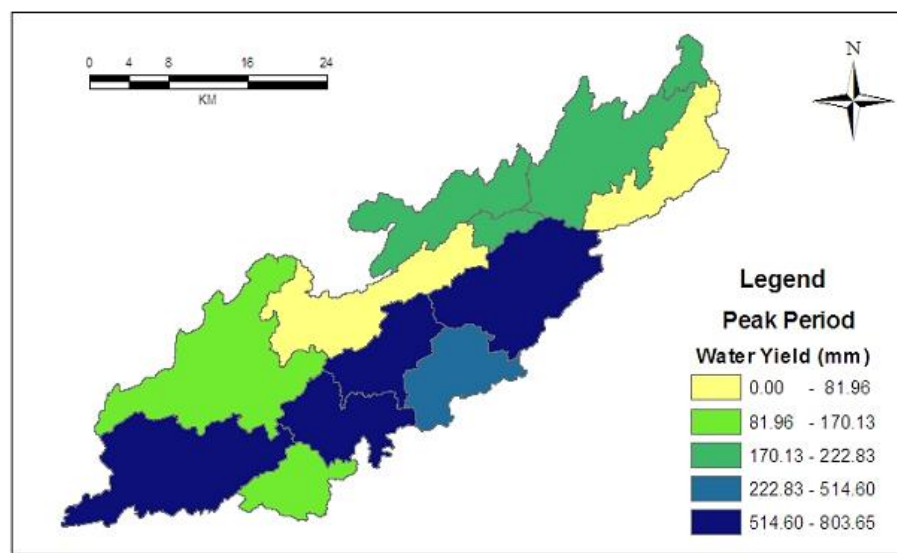 0 4 8 16 24
KM
N
Legend
Peak Period
Water Yield (mm)
0.00 - 81.96
81.96 - 170.13
170.13 - 222.83
222.83 - 514.60
514.60 - 803.65